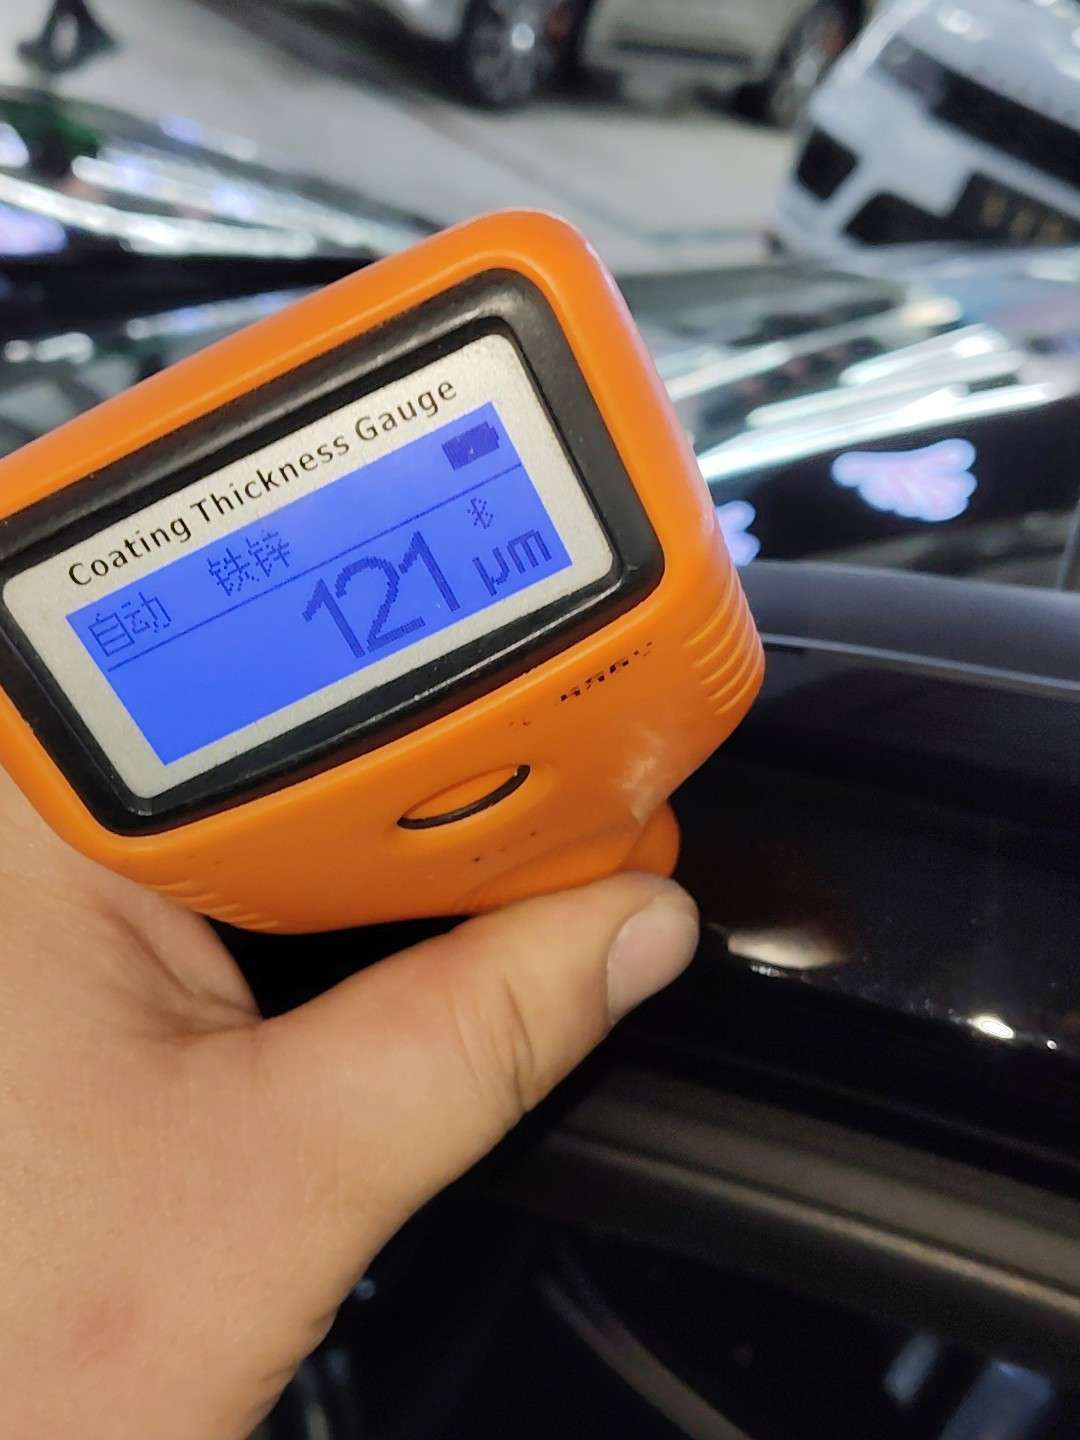 Coating Thickness Gauge
自动 铁锌
121 μm